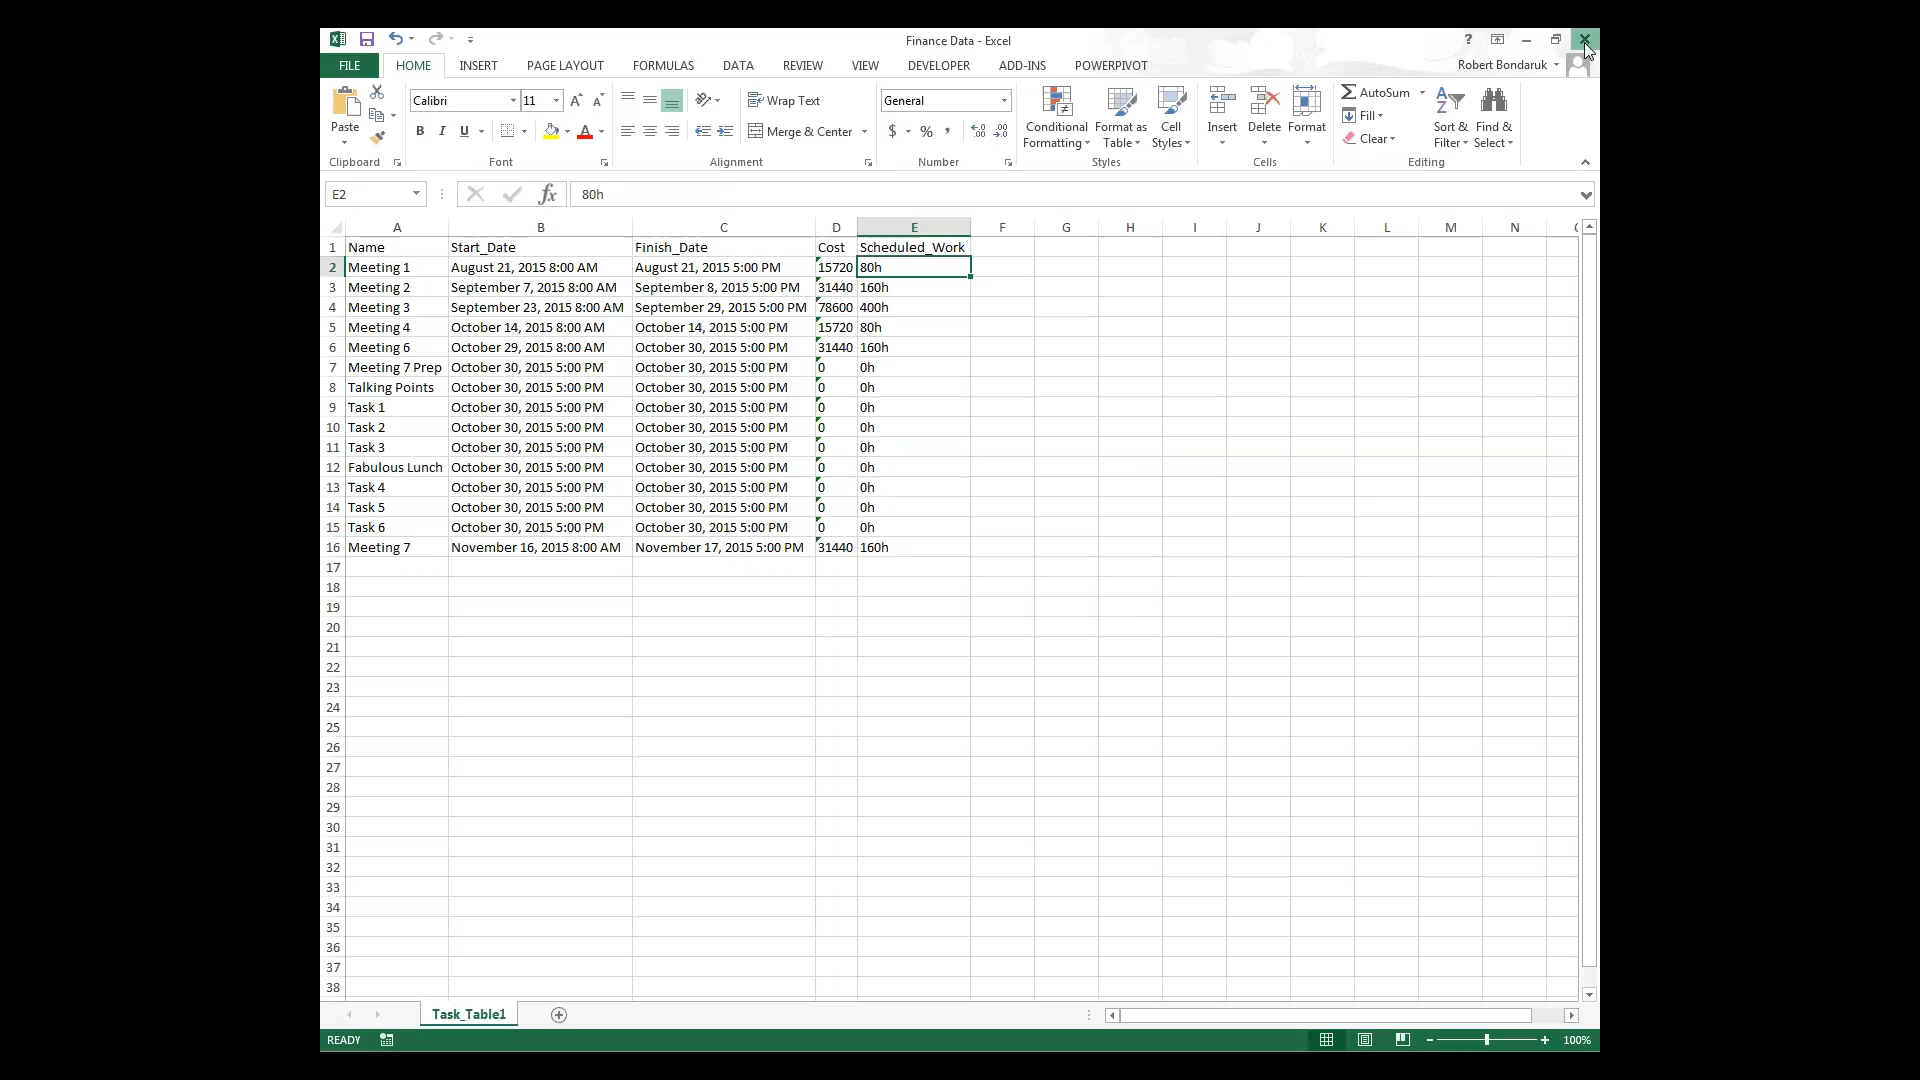 Finance Data - Excel
?
FILE HOME INSERT PAGE LAYOUT FORMULAS DATA REVIEW VIEW DEVELOPER ADD-INS POWERPIVOT Robert Bondaruk
Calibri 11 A A Wrap Text General AutoSum
Paste B I U A Merge & Center $ % , Conditional Formatting Format as Table Cell Styles Insert Delete Format Fill Clear Sort & Filter Find & Select
Clipboard Font Alignment Number Styles Cells Editing
E2 fx 80h
A B C D E F G H I J K L M N
1 Name Start_Date Finish_Date Cost Scheduled_Work
2 Meeting 1 August 21, 2015 8:00 AM August 21, 2015 5:00 PM 15720 80h
3 Meeting 2 September 7, 2015 8:00 AM September 8, 2015 5:00 PM 31440 160h
4 Meeting 3 September 23, 2015 8:00 AM September 29, 2015 5:00 PM 78600 400h
5 Meeting 4 October 14, 2015 8:00 AM October 14, 2015 5:00 PM 15720 80h
6 Meeting 6 October 29, 2015 8:00 AM October 30, 2015 5:00 PM 31440 160h
7 Meeting 7 Prep October 30, 2015 5:00 PM October 30, 2015 5:00 PM 0 0h
8 Talking Points October 30, 2015 5:00 PM October 30, 2015 5:00 PM 0 0h
9 Task 1 October 30, 2015 5:00 PM October 30, 2015 5:00 PM 0 0h
10 Task 2 October 30, 2015 5:00 PM October 30, 2015 5:00 PM 0 0h
11 Task 3 October 30, 2015 5:00 PM October 30, 2015 5:00 PM 0 0h
12 Fabulous Lunch October 30, 2015 5:00 PM October 30, 2015 5:00 PM 0 0h
13 Task 4 October 30, 2015 5:00 PM October 30, 2015 5:00 PM 0 0h
14 Task 5 October 30, 2015 5:00 PM October 30, 2015 5:00 PM 0 0h
15 Task 6 October 30, 2015 5:00 PM October 30, 2015 5:00 PM 0 0h
16 Meeting 7 November 16, 2015 8:00 AM November 17, 2015 5:00 PM 31440 160h
17
18
19
20
21
22
23
24
25
26
27
28
29
30
31
32
33
34
35
36
37
38
Task_Table1
READY 100%